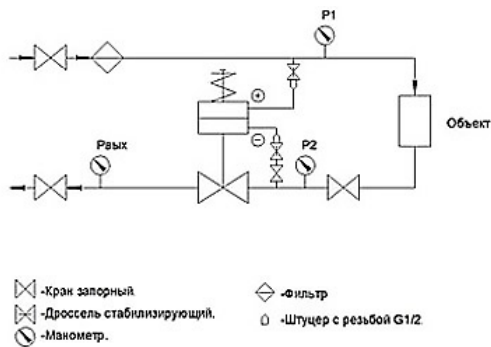 P1
+
Объект
−
Рвых
P2
-Кран запорный.
-Фильтр
-Дроссель стабилизирующий.
-Штуцер с резьбой G1/2.
-Манометр.